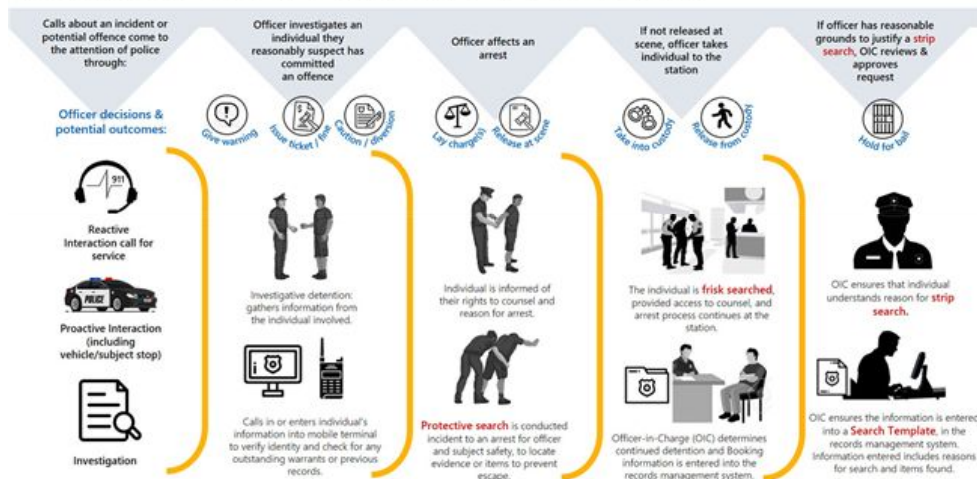 Calls about an incident or
potential offence come to
the attention of police
through:
Officer investigates an
individual they
reasonably suspect has
committed
an offence
Officer affects an
arrest
If not released at
scene, officer takes
individual to the
station
If officer has reasonable
grounds to justify a strip
search, OIC reviews &
approves
request
Officer decisions &
potential outcomes:
Give warning
Issue ticket / fine
Caution / diversion
Lay charge(s)
Release at scene
Take into custody
Release from custody
Hold for bail
911
Reactive
Interaction call for
service
POLICE
Proactive Interaction
(including
vehicle/subject stop)
Investigation
Investigative detention:
gathers information from
the individual involved.
Calls in or enters individual's
information into mobile terminal
to verify identity and check for any
outstanding warrants or previous
records.
Individual is informed of
their rights to counsel and
reason for arrest.
Protective search is conducted
incident to an arrest for officer
and subject safety, to locate
evidence or items to prevent
escape.
The individual is frisk searched,
provided access to counsel, and
arrest process continues at the
station.
Officer-in-Charge (OIC) determines
continued detention and Booking
information is entered into the
records management system.
OIC ensures that individual
understands reason for strip
search.
OIC ensures the information is entered
into a Search Template, in the
records management system.
Information entered includes reasons
for search and items found.